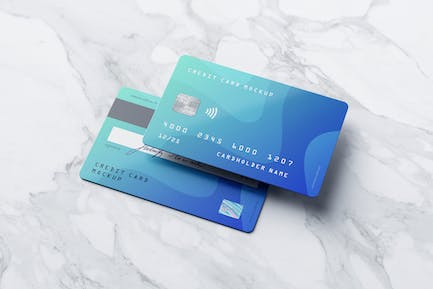 CREDIT CARD MOCKUP
4000 2345 6000 1207
12/25
CARDHOLDER NAME
CREDIT CARD
MOCKUP